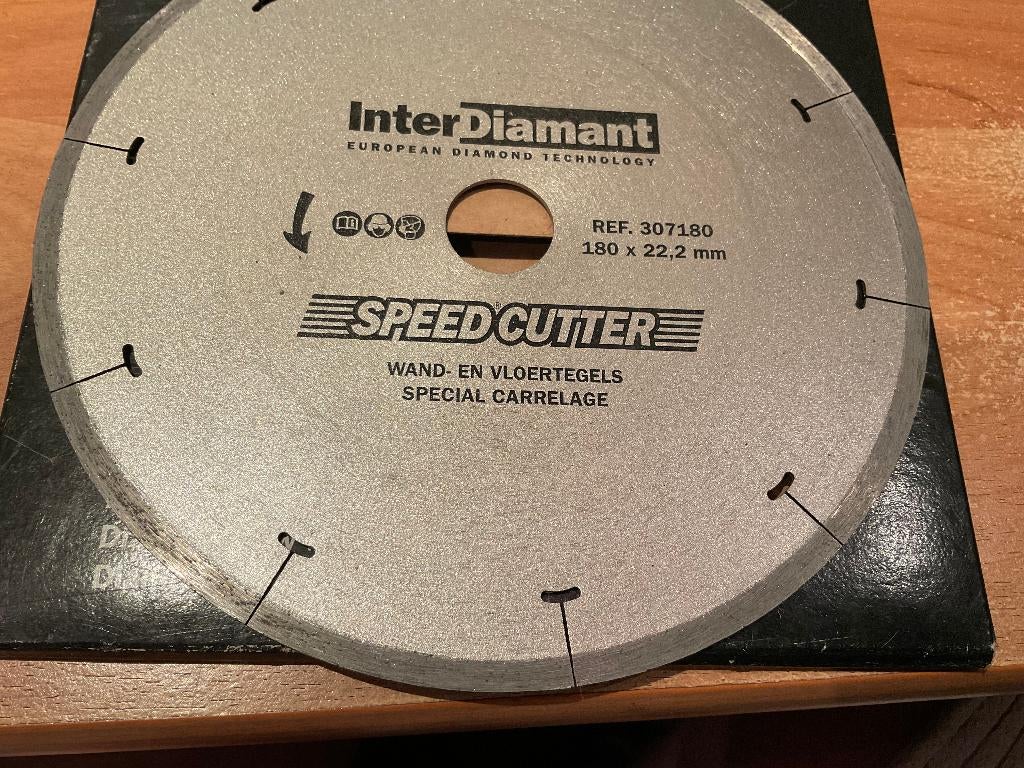 InterDiamant
EUROPEAN DIAMOND TECHNOLOGY
REF. 307180
180 x 22,2 mm
SPEED®CUTTER
WAND- EN VLOERTEGELS
SPECIAL CARRELAGE